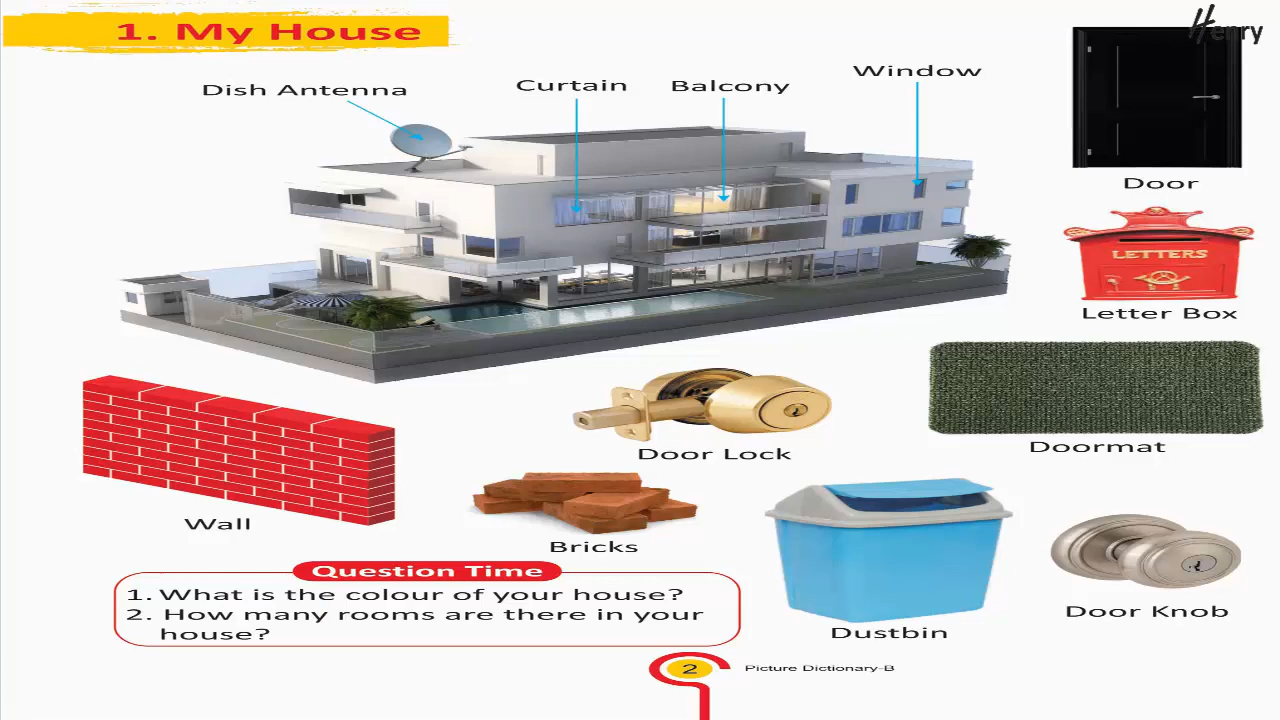 1. My House
Henry
Dish Antenna
Curtain
Balcony
Window
Door
LETTERS
Letter Box
Door Lock
Doormat
Wall
Bricks
Dustbin
Door Knob
Question Time
1. What is the colour of your house?
2. How many rooms are there in your
house?
2
Picture Dictionary-B